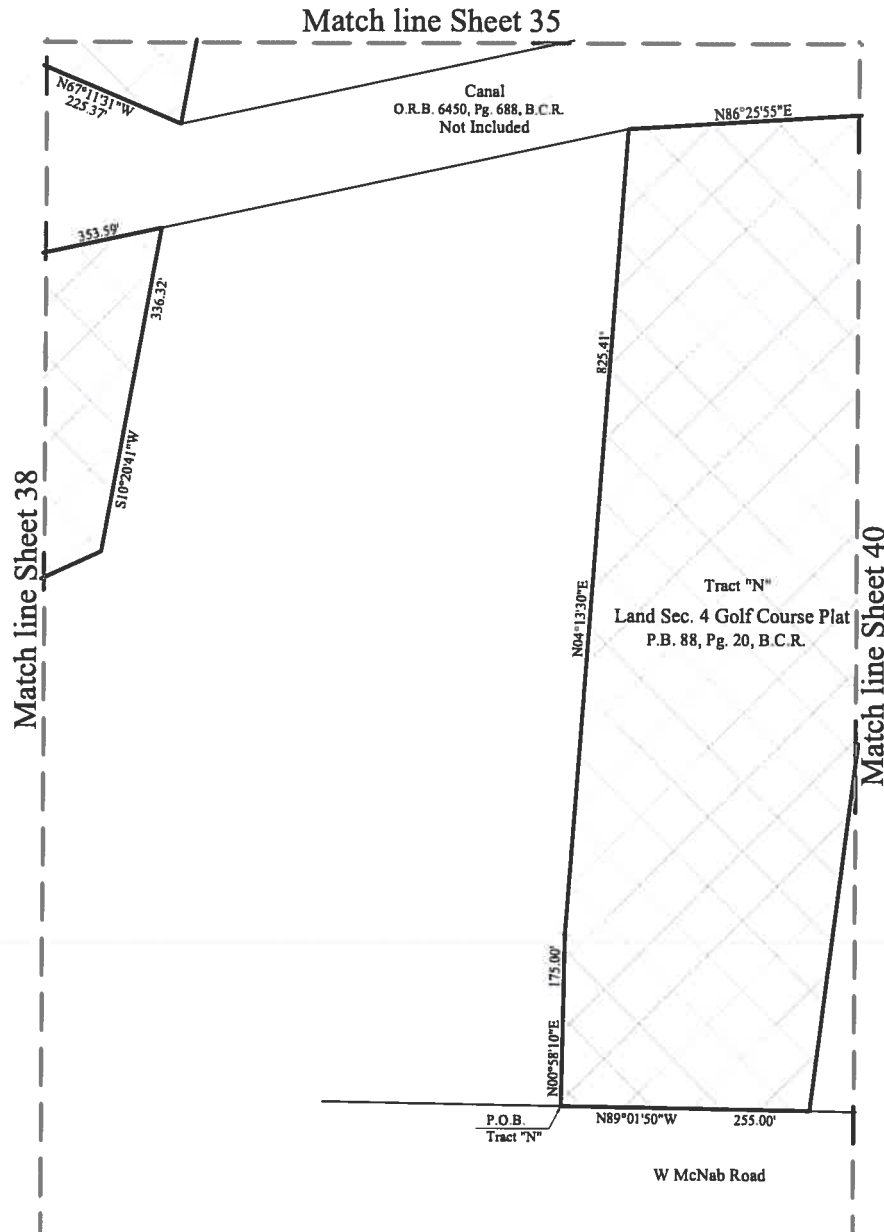 Match line Sheet 35
N67°11'31"W
225.37'
Canal
O.R.B. 6450, Pg. 688, B.C.R.
Not Included
N86°25'55"E
353.59'
336.32'
S10°20'41"W
825.41'
N04°13'30"E
Match line Sheet 38
Tract "N"
Land Sec. 4 Golf Course Plat
P.B. 88, Pg. 20, B.C.R.
Match line Sheet 40
175.00'
N00°58'10"E
P.O.B.
Tract "N"
N89°01'50"W
255.00'
W McNab Road